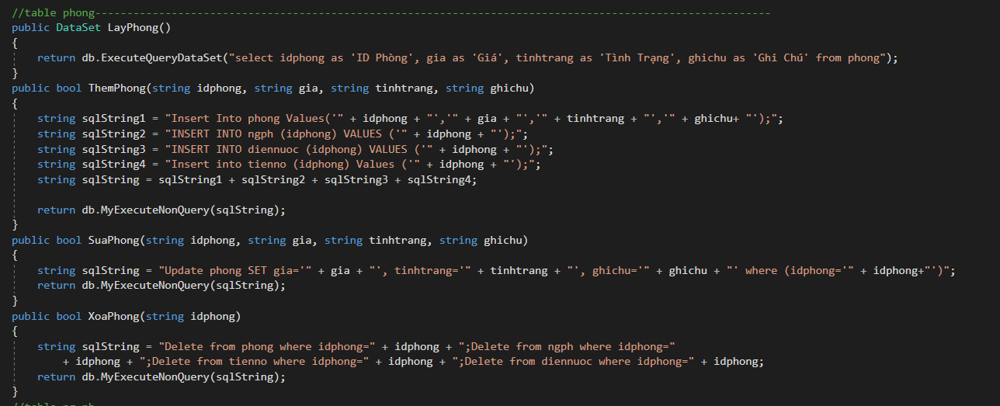 //table phong----------------------------------------------------------------------------------------------------------
public DataSet LayPhong()
{
    return db.ExecuteQueryDataSet("select idphong as 'ID Phòng', gia as 'Giá', tinhtrang as 'Tình Trạng', ghichu as 'Ghi Chú' from phong");
}
public bool ThemPhong(string idphong, string gia, string tinhtrang, string ghichu)
{
    string sqlString1 = "Insert Into phong Values('" + idphong + "','" + gia + "','" + tinhtrang + "','" + ghichu+ "');";
    string sqlString2 = "INSERT INTO ngph (idphong) VALUES ('" + idphong + "');";
    string sqlString3 = "INSERT INTO diennuoc (idphong) VALUES ('" + idphong + "');";
    string sqlString4 = "Insert into tienno (idphong) Values ('" + idphong + "');";
    string sqlString = sqlString1 + sqlString2 + sqlString3 + sqlString4;
    return db.MyExecuteNonQuery(sqlString);
}
public bool SuaPhong(string idphong, string gia, string tinhtrang, string ghichu)
{
    string sqlString = "Update phong SET gia='" + gia + "', tinhtrang='" + tinhtrang + "', ghichu='" + ghichu + "' where (idphong='" + idphong+"')";
    return db.MyExecuteNonQuery(sqlString);
}
public bool XoaPhong(string idphong)
{
    string sqlString = "Delete from phong where idphong=" + idphong + ";Delete from ngph where idphong="
        + idphong + ";Delete from tienno where idphong=" + idphong + ";Delete from diennuoc where idphong=" + idphong;
    return db.MyExecuteNonQuery(sqlString);
}